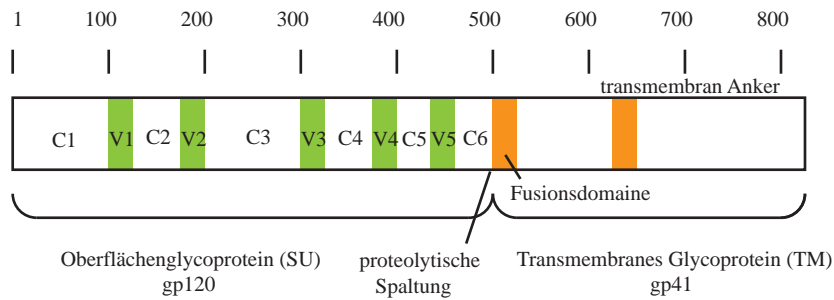 1 100 200 300 400 500 600 700 800
transmembran Anker
C1 V1 C2 V2 C3 V3 C4 V4 C5 V5 C6
Fusionsdomaine
Oberflächenglycoprotein (SU)
gp120
proteolytische
Spaltung
Transmembranes Glycoprotein (TM)
gp41